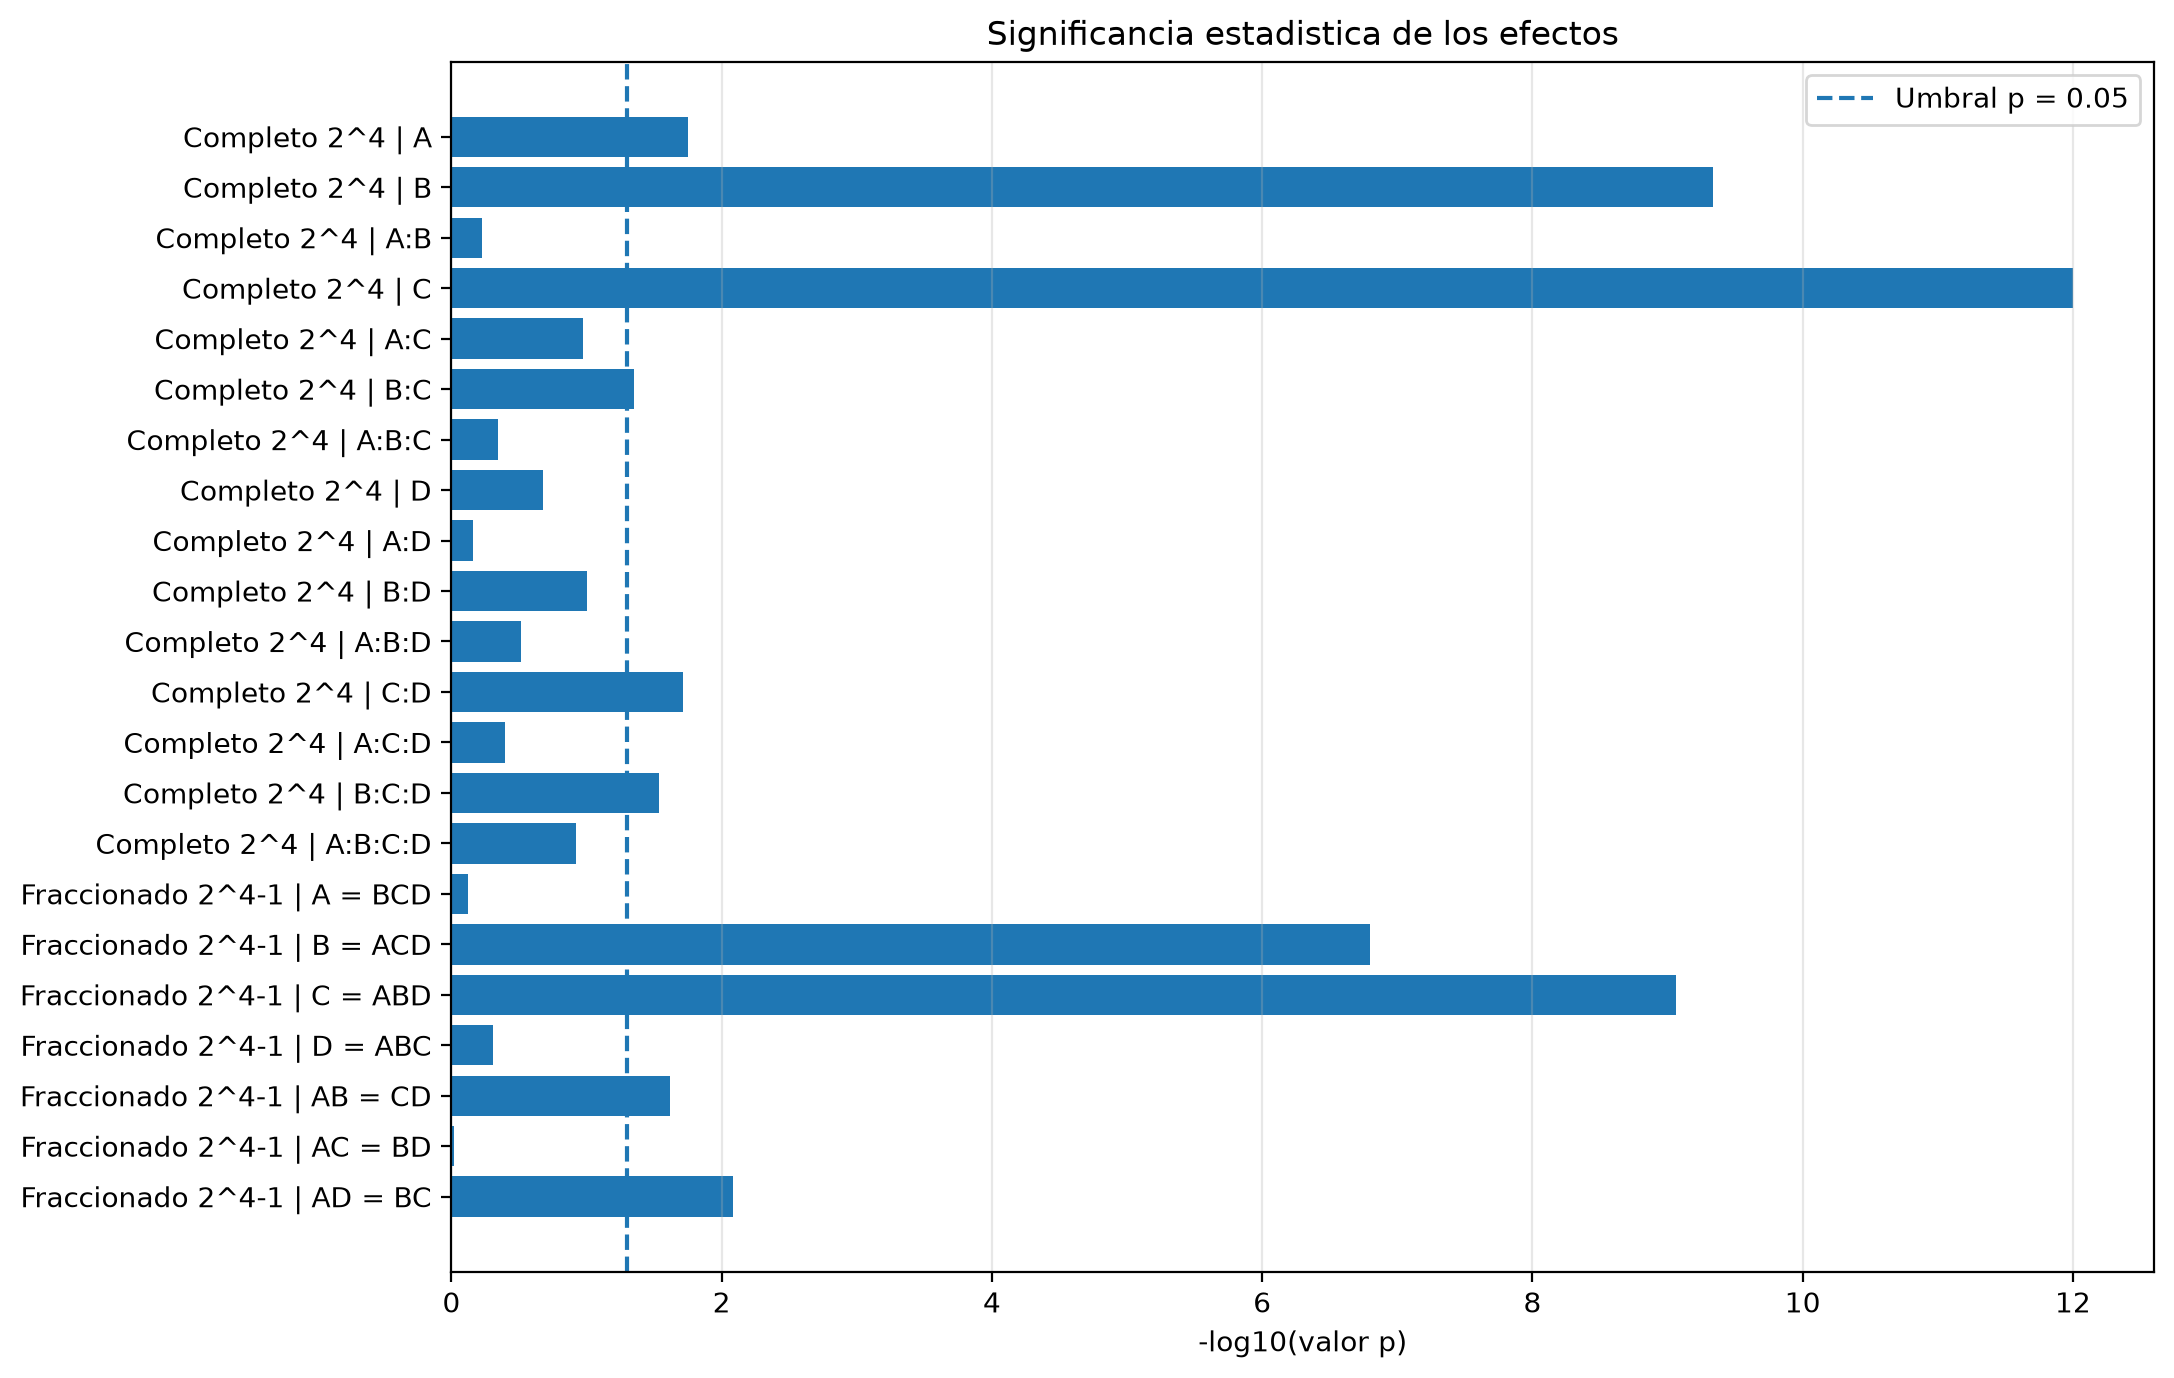 Significancia estadistica de los efectos
Umbral p = 0.05
Completo 2^4 | A
Completo 2^4 | B
Completo 2^4 | A:B
Completo 2^4 | C
Completo 2^4 | A:C
Completo 2^4 | B:C
Completo 2^4 | A:B:C
Completo 2^4 | D
Completo 2^4 | A:D
Completo 2^4 | B:D
Completo 2^4 | A:B:D
Completo 2^4 | C:D
Completo 2^4 | A:C:D
Completo 2^4 | B:C:D
Completo 2^4 | A:B:C:D
Fraccionado 2^4-1 | A = BCD
Fraccionado 2^4-1 | B = ACD
Fraccionado 2^4-1 | C = ABD
Fraccionado 2^4-1 | D = ABC
Fraccionado 2^4-1 | AB = CD
Fraccionado 2^4-1 | AC = BD
Fraccionado 2^4-1 | AD = BC
0 2 4 6 8 10 12
-log10(valor p)